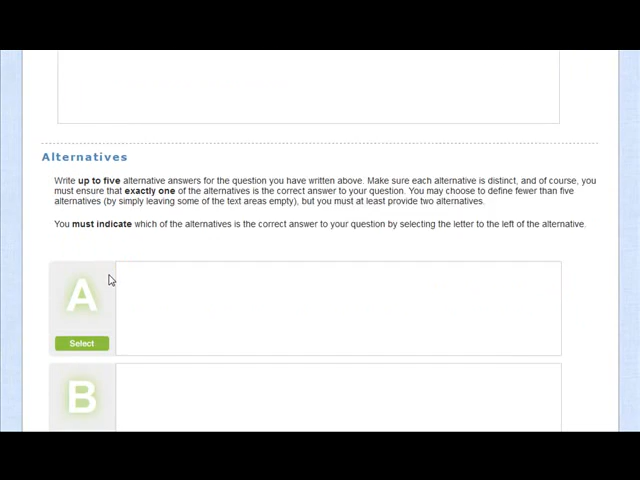 Alternatives
Write up to five alternative answers for the question you have written above. Make sure each alternative is distinct, and of course, you
must ensure that exactly one of the alternatives is the correct answer to your question. You may choose to define fewer than five
alternatives (by simply leaving some of the text areas empty), but you must at least provide two alternatives.
You must indicate which of the alternatives is the correct answer to your question by selecting the letter to the left of the alternative.
A
Select
B